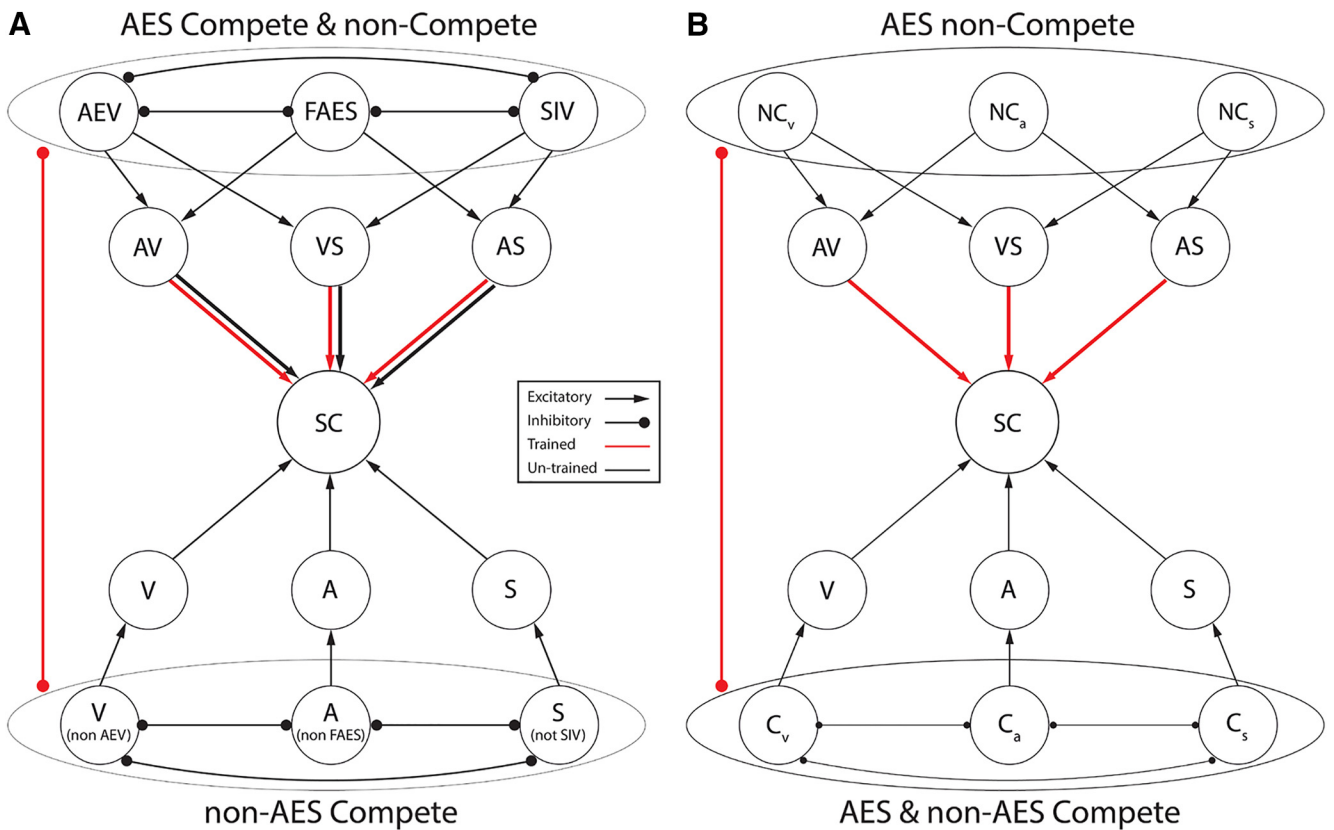 A
AES Compete & non-Compete
AEV
FAES
SIV
AV
VS
AS
SC
V
A
S
V
(non AEV)
A
(non FAES)
S
(not SIV)
non-AES Compete
Excitatory
Inhibitory
Trained
Un-trained
B
AES non-Compete
NCv
NCa
NCs
AV
VS
AS
SC
V
A
S
Cv
Ca
Cs
AES & non-AES Compete